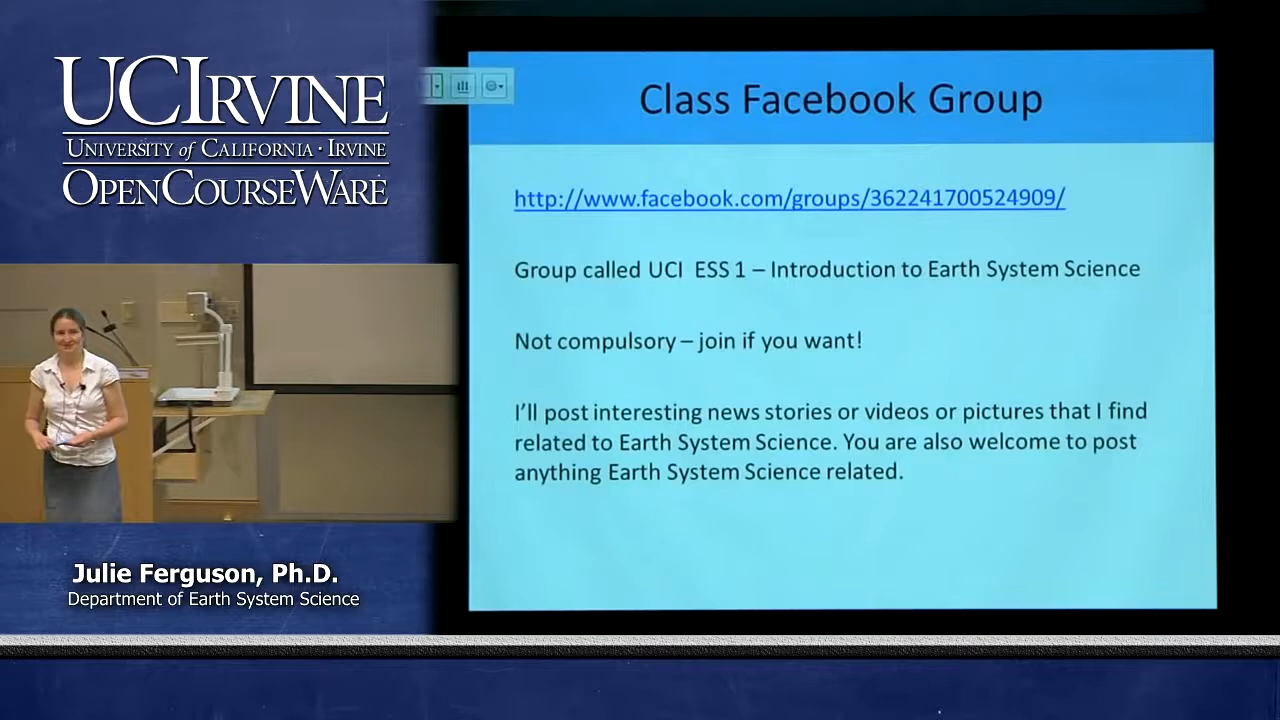 UCIRVINE
UNIVERSITY of CALIFORNIA · IRVINE
OPENCOURSEWARE
Class Facebook Group
http://www.facebook.com/groups/362241700524909/
Group called UCI ESS 1 – Introduction to Earth System Science
Not compulsory – join if you want!
I'll post interesting news stories or videos or pictures that I find
related to Earth System Science. You are also welcome to post
anything Earth System Science related.
Julie Ferguson, Ph.D.
Department of Earth System Science